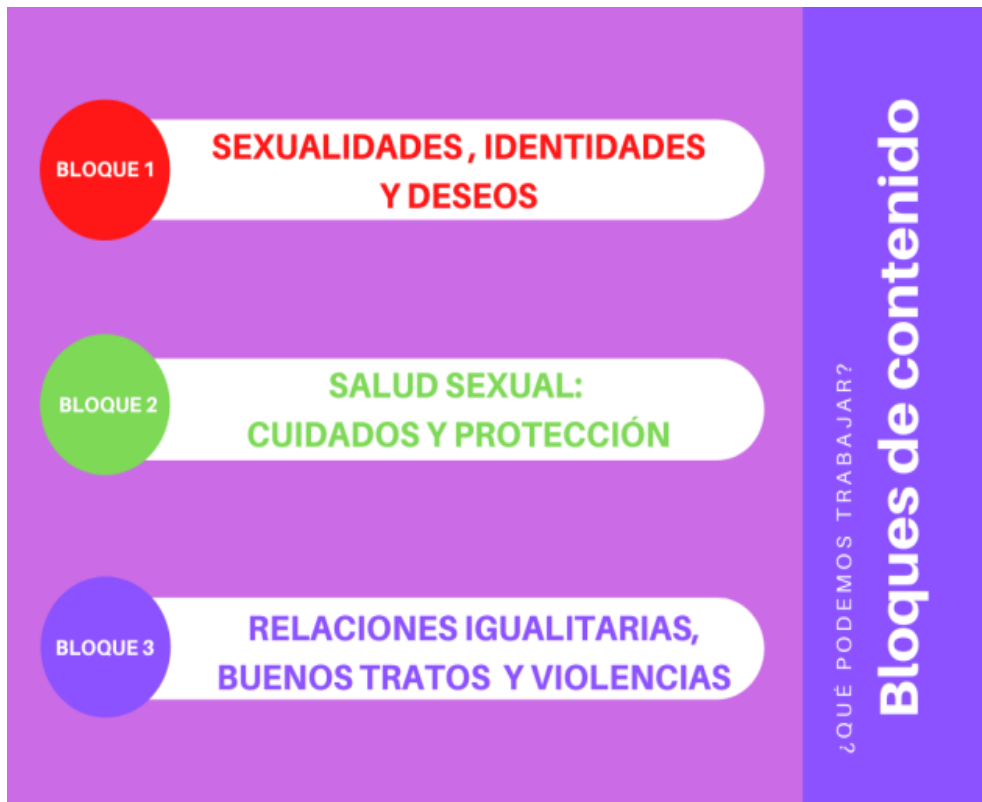 BLOQUE 1
SEXUALIDADES, IDENTIDADES
Y DESEOS
BLOQUE 2
SALUD SEXUAL:
CUIDADOS Y PROTECCIÓN
BLOQUE 3
RELACIONES IGUALITARIAS,
BUENOS TRATOS Y VIOLENCIAS
¿QUÉ PODEMOS TRABAJAR?
Bloques de contenido